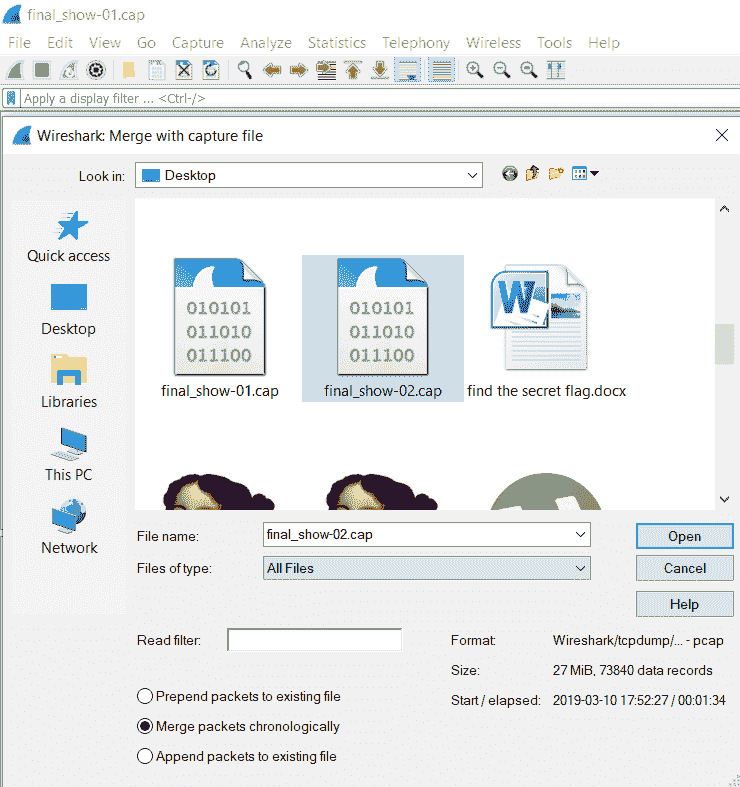 final_show-01.cap
File Edit View Go Capture Analyze Statistics Telephony Wireless Tools Help
Apply a display filter ... <Ctrl-/>
Wireshark: Merge with capture file
Look in: Desktop
Quick access
Desktop
Libraries
This PC
Network
010101 010101
011010 011010
011100 011100
W
final_show-01.cap final_show-02.cap find the secret flag.docx
File name: final_show-02.cap Open
Files of type: All Files Cancel
Help
Read filter: Format: Wireshark/tcpdump/... - pcap
Size: 27 MiB, 73840 data records
Start / elapsed: 2019-03-10 17:52:27 / 00:01:34
Prepend packets to existing file
Merge packets chronologically
Append packets to existing file